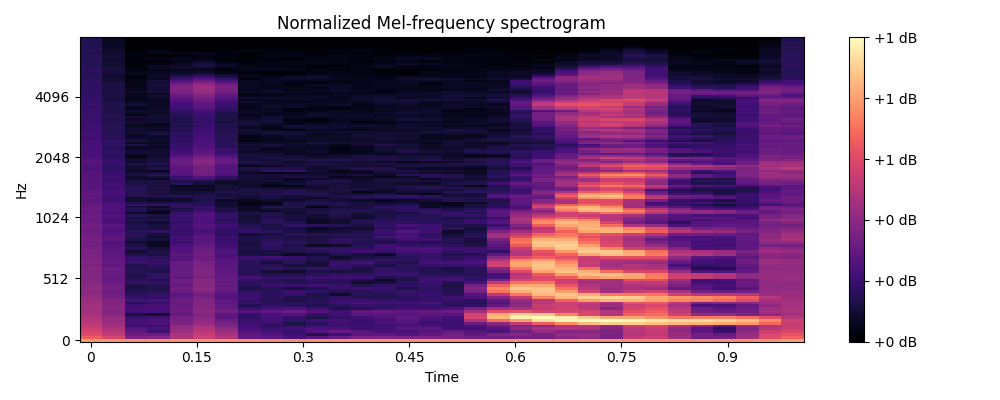 Normalized Mel-frequency spectrogram
+1 dB
4096
+1 dB
2048
+1 dB
Hz
1024
+0 dB
512
+0 dB
0
+0 dB
0 0.15 0.3 0.45 0.6 0.75 0.9
Time